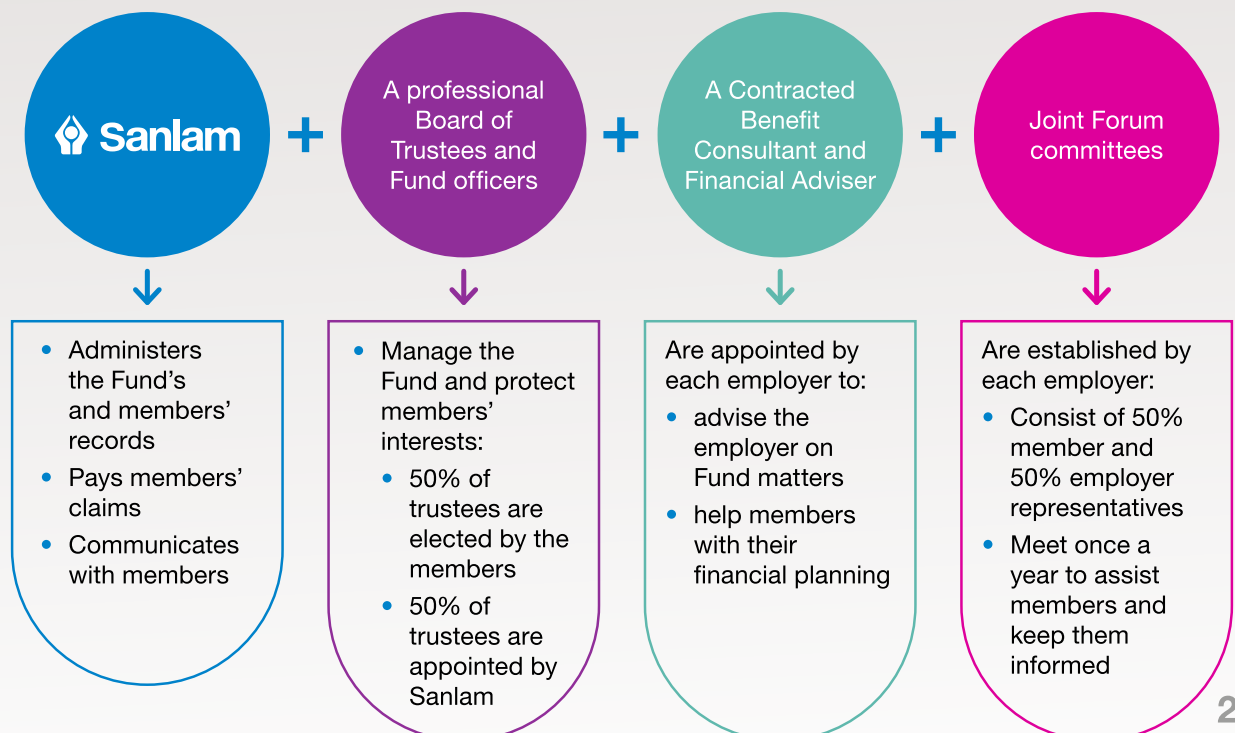 Sanlam
+
A professional
Board of
Trustees and
Fund officers
+
A Contracted
Benefit
Consultant and
Financial Adviser
+
Joint Forum
committees
• Administers
the Fund’s
and members’
records
• Pays members’
claims
• Communicates
with members
• Manage the
Fund and protect
members’
interests:
• 50% of
trustees are
elected by the
members
• 50% of
trustees are
appointed by
Sanlam
Are appointed by
each employer to:
• advise the
employer on
Fund matters
• help members
with their
financial planning
Are established by
each employer:
• Consist of 50%
member and
50% employer
representatives
• Meet once a
year to assist
members and
keep them
informed
2